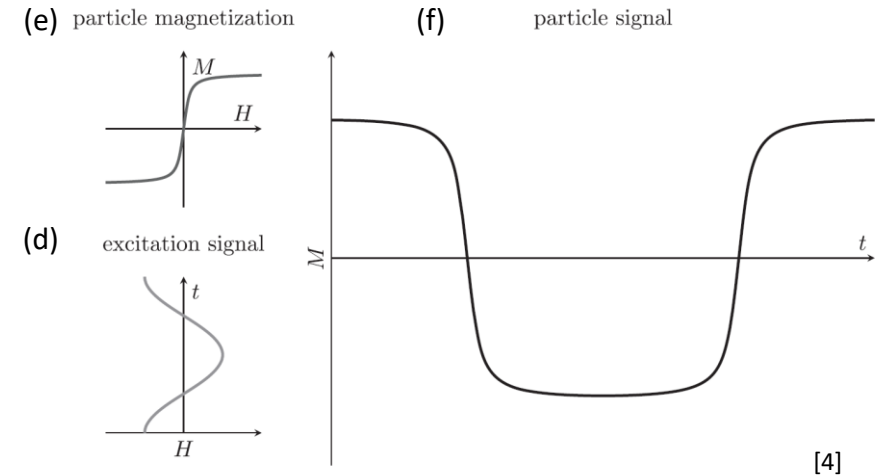 (e) particle magnetization
M
H
(d)
excitation signal
t
H
(f)
particle signal
M
t
[4]